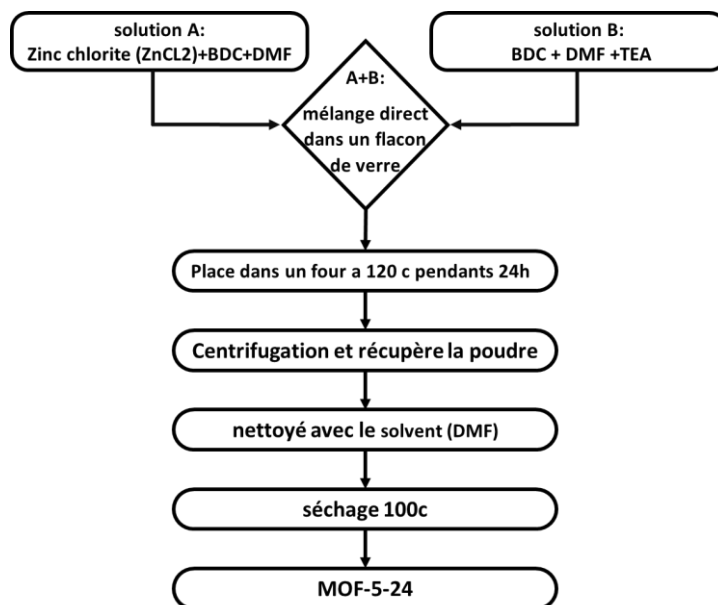 solution A:
Zinc chlorite (ZnCL2)+BDC+DMF
solution B:
BDC + DMF +TEA
A+B:
mélange direct
dans un flacon
de verre
Place dans un four a 120 c pendants 24h
Centrifugation et récupère la poudre
nettoyé avec le solvent (DMF)
séchage 100c
MOF-5-24